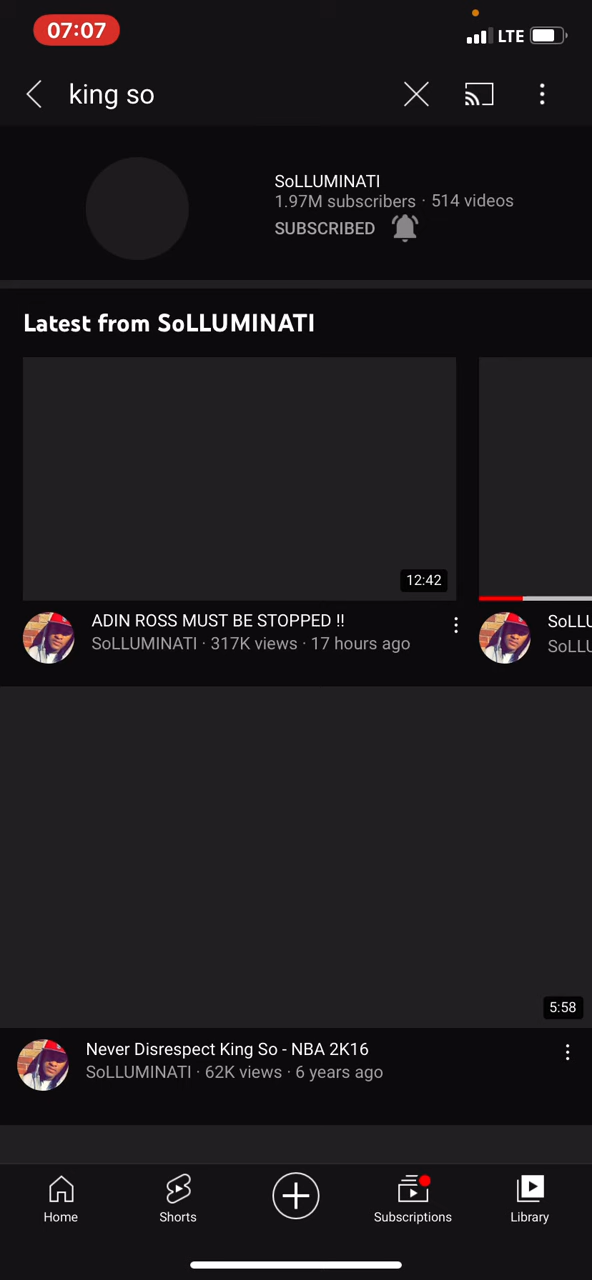 07:07
LTE
king so
SoLLUMINATI
1.97M subscribers · 514 videos
SUBSCRIBED
Latest from SoLLUMINATI
12:42
ADIN ROSS MUST BE STOPPED !!
SoLLUMINATI · 317K views · 17 hours ago
SoLLU
SoLLU
5:58
Never Disrespect King So - NBA 2K16
SoLLUMINATI · 62K views · 6 years ago
Home
Shorts
Subscriptions
Library